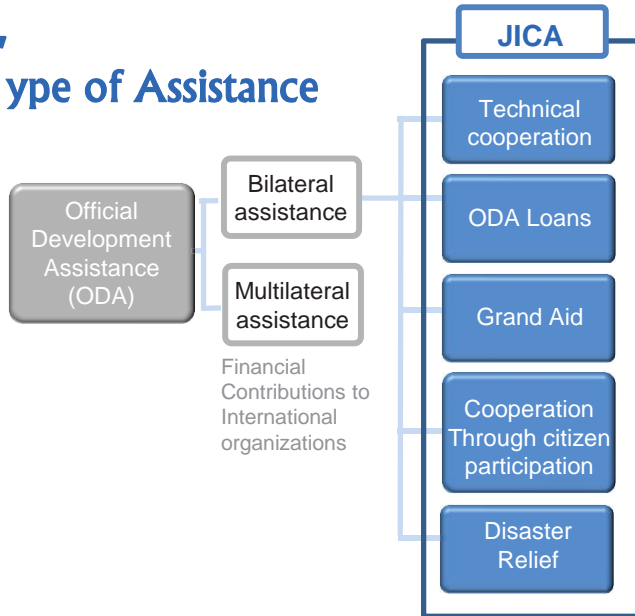 ype of Assistance
JICA
Official
Development
Assistance
(ODA)
Bilateral
assistance
Multilateral
assistance
Financial
Contributions to
International
organizations
Technical
cooperation
ODA Loans
Grand Aid
Cooperation
Through citizen
participation
Disaster
Relief